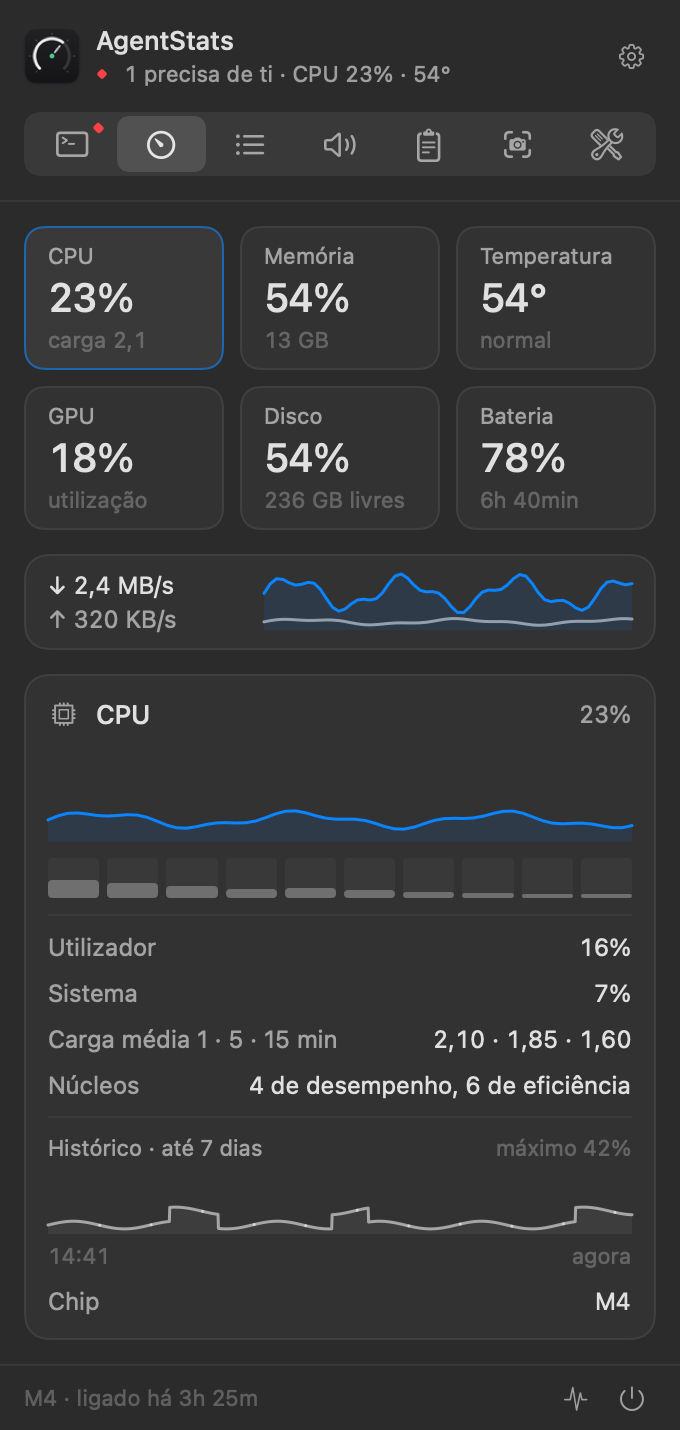 AgentStats
1 precisa de ti · CPU 23% · 54°
CPU
23%
carga 2,1
Memória
54%
13 GB
Temperatura
54°
normal
GPU
18%
utilização
Disco
54%
236 GB livres
Bateria
78%
6h 40min
↓ 2,4 MB/s
↑ 320 KB/s
CPU 23%
Utilizador 16%
Sistema 7%
Carga média 1 · 5 · 15 min 2,10 · 1,85 · 1,60
Núcleos 4 de desempenho, 6 de eficiência
Histórico · até 7 dias máximo 42%
14:41 agora
Chip M4
M4 · ligado há 3h 25m